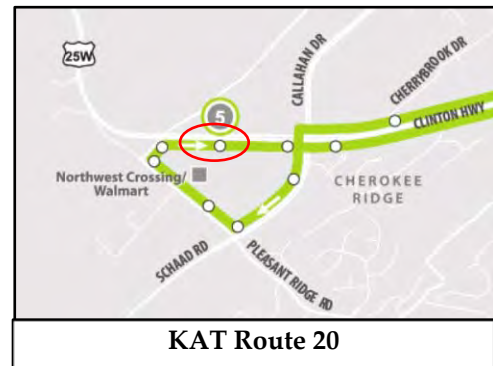 25W
5
CALLAHAN DR
CHERRYBROOK DR
CLINTON HWY
Northwest Crossing/
Walmart
CHEROKEE
RIDGE
SCHAAD RD
PLEASANT RIDGE RD
KAT Route 20